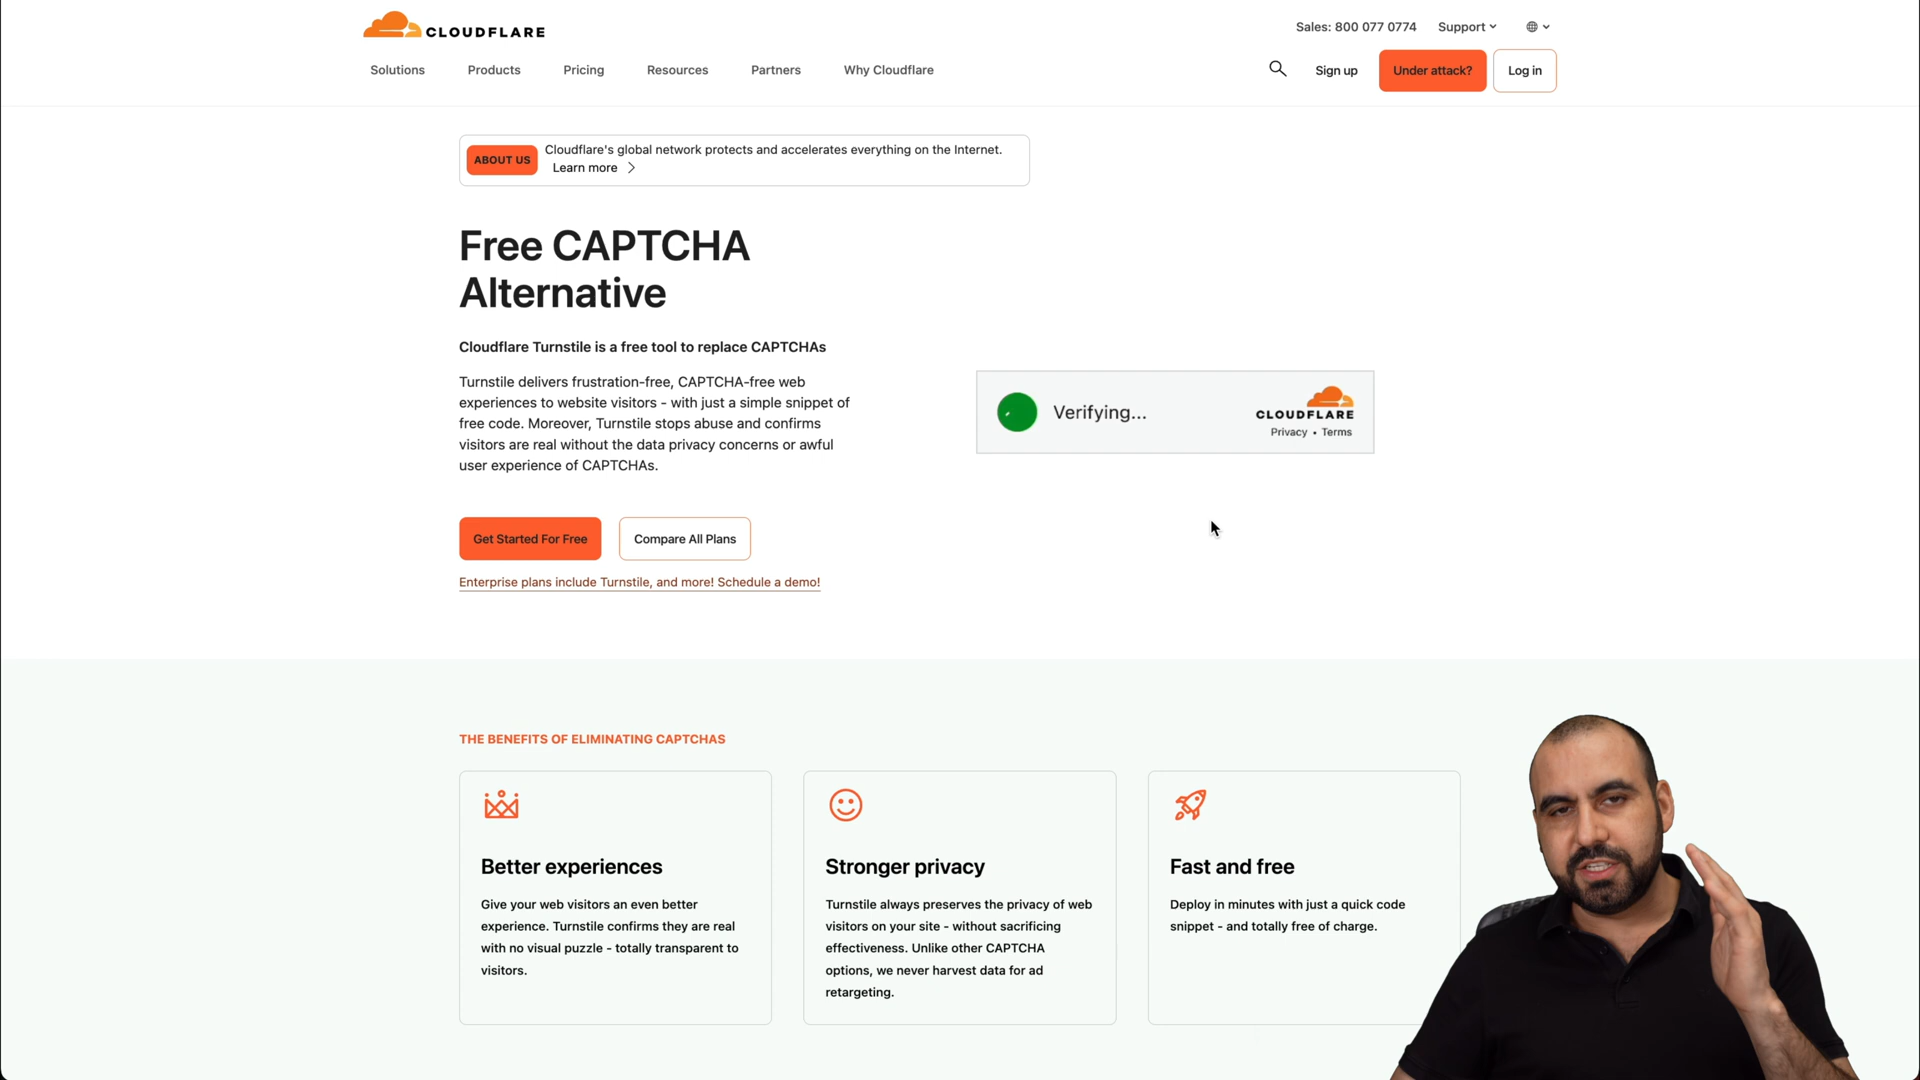 CLOUDFLARE
Sales: 800 077 0774
Support
Solutions
Products
Pricing
Resources
Partners
Why Cloudflare
Sign up
Under attack?
Log in
ABOUT US
Cloudflare's global network protects and accelerates everything on the Internet.
Learn more
Free CAPTCHA
Alternative
Cloudflare Turnstile is a free tool to replace CAPTCHAs
Turnstile delivers frustration-free, CAPTCHA-free web
experiences to website visitors - with just a simple snippet of
free code. Moreover, Turnstile stops abuse and confirms
visitors are real without the data privacy concerns or awful
user experience of CAPTCHAs.
Verifying...
CLOUDFLARE
Privacy • Terms
Get Started For Free
Compare All Plans
Enterprise plans include Turnstile, and more! Schedule a demo!
THE BENEFITS OF ELIMINATING CAPTCHAS
Better experiences
Give your web visitors an even better
experience. Turnstile confirms they are real
with no visual puzzle - totally transparent to
visitors.
Stronger privacy
Turnstile always preserves the privacy of web
visitors on your site - without sacrificing
effectiveness. Unlike other CAPTCHA
options, we never harvest data for ad
retargeting.
Fast and free
Deploy in minutes with just a quick code
snippet - and totally free of charge.